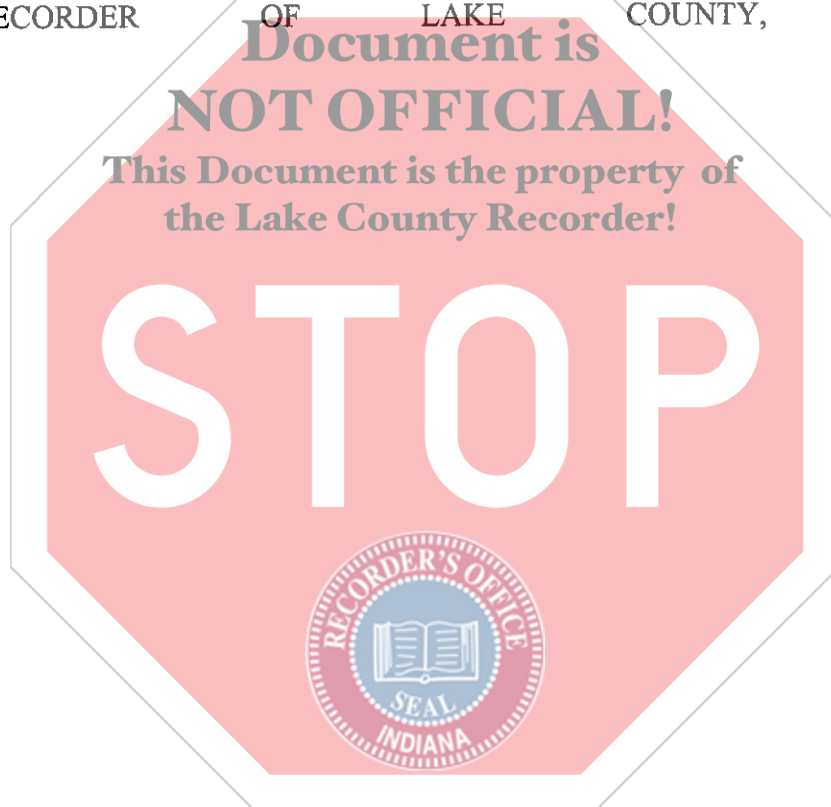 ECORDER OF LAKE COUNTY,
Document is
NOT OFFICIAL!
This Document is the property of
the Lake County Recorder!
STOP
RECORDER'S OFFICE
SEAL
INDIANA